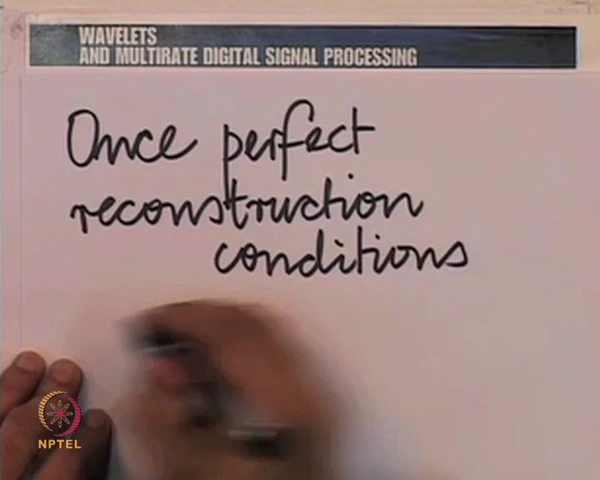 WAVELETS
AND MULTIRATE DIGITAL SIGNAL PROCESSING
Once perfect
reconstruction
conditions
NPTEL